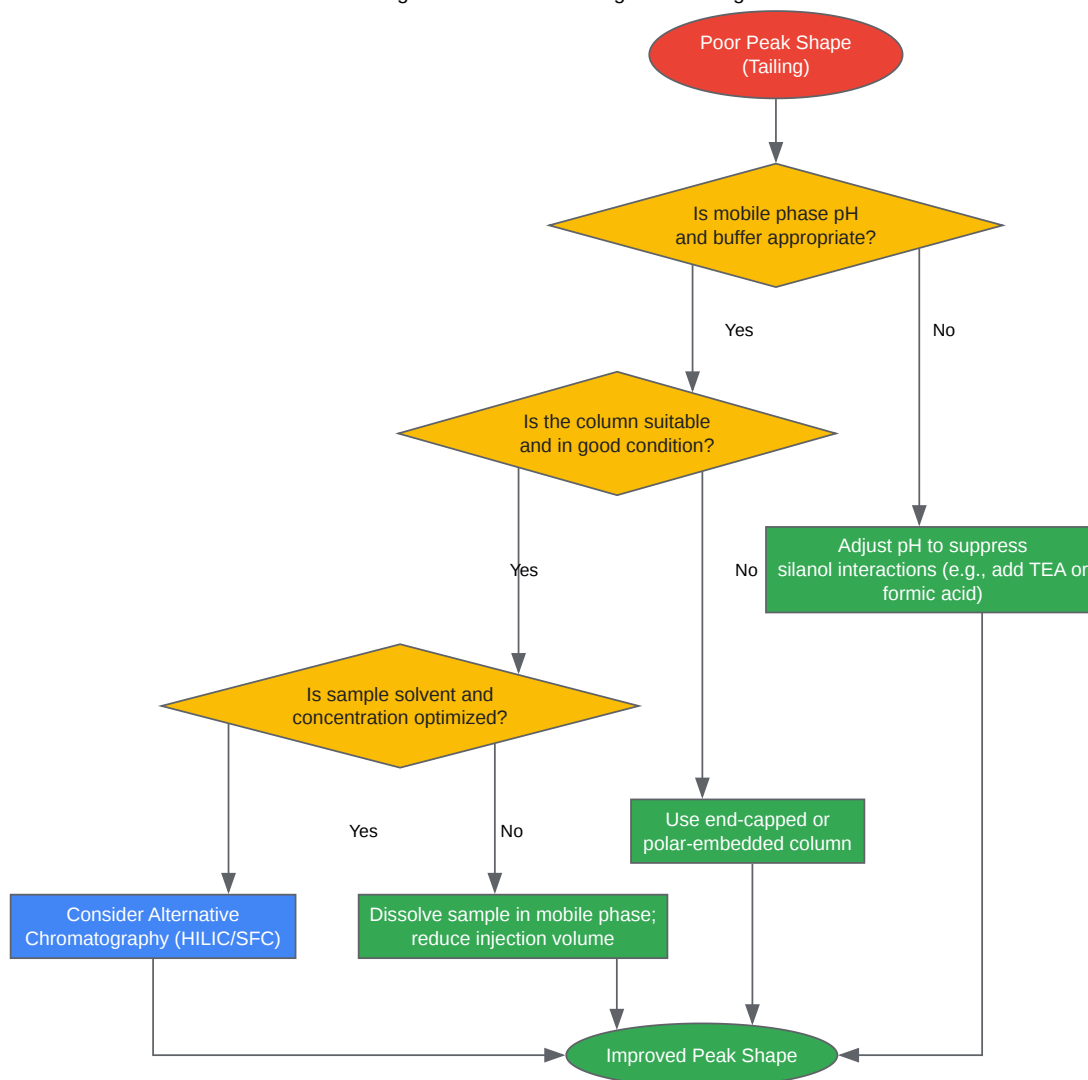 Poor Peak Shape
(Tailing)
Is mobile phase pH
and buffer appropriate?
Yes
No
Is the column suitable
and in good condition?
Yes
No
Adjust pH to suppress
silanol interactions (e.g., add TEA or
formic acid)
Is sample solvent and
concentration optimized?
Yes
No
Use end-capped or
polar-embedded column
Consider Alternative
Chromatography (HILIC/SFC)
Dissolve sample in mobile phase;
reduce injection volume
Improved Peak Shape